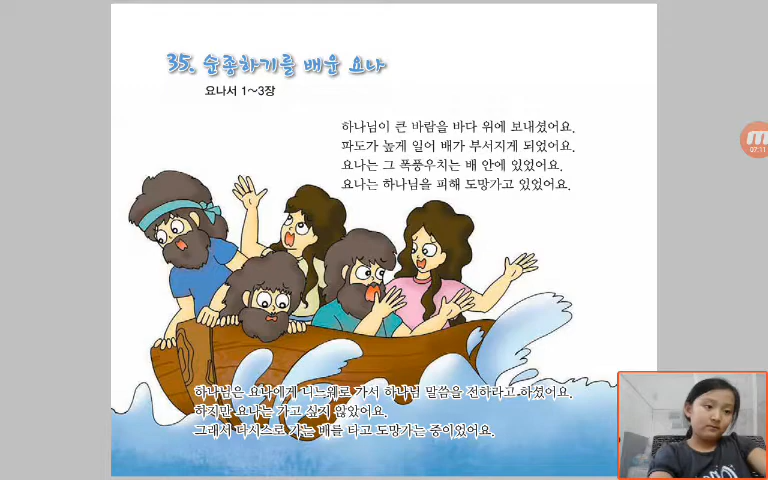 35. 순종하기를 배운 요나
요나서 1~3장
하나님이 큰 바람을 바다 위에 보내셨어요.
파도가 높게 일어 배가 부서지게 되었어요.
요나는 그 폭풍우치는 배 안에 있었어요.
요나는 하나님을 피해 도망가고 있었어요.
하나님은 요나에게 니느웨로 가서 하나님 말씀을 전하라고 하셨어요.
하지만 요나는 가고 싶지 않았어요.
그래서 다시스로 가는 배를 타고 도망가는 중이었어요.
07:11